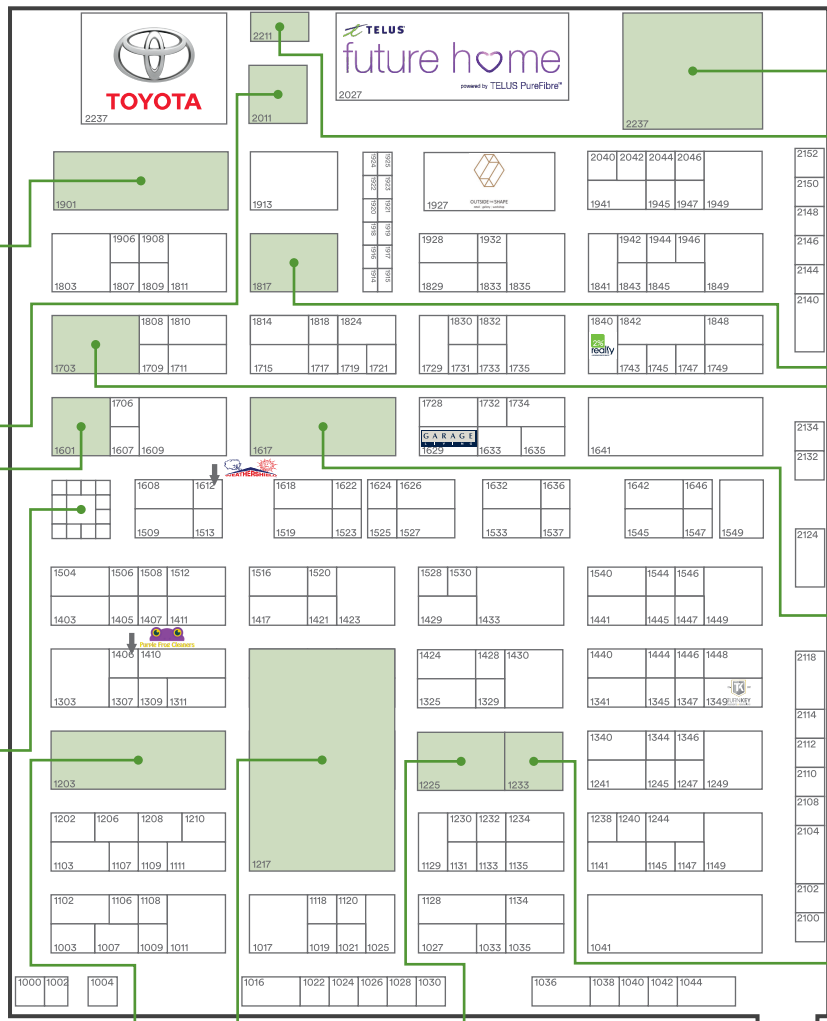 TELUS
future home
powered by TELUS PureFibre™
2027
TOYOTA
2237
2211
2011
2237
1901
1913
1924 1925
1922 1923
1920 1921
1918 1919
1916 1917
1914 1915
1927
OUTSIDE THE SHAPE
2040 2042 2044 2046
1941 1945 1947 1949
2152
2150
2148
2146
2144
2140
1906 1908
1803 1807 1809 1811
1817
1928 1932
1829 1833 1835
1942 1944 1946
1841 1843 1845 1849
1808 1810
1703 1709 1711
1814 1818 1824
1715 1717 1719 1721
1830 1832
1729 1731 1733 1735
1840 1842 1848
2%
realty
1743 1745 1747 1749
1706
1601 1607 1609
1617
1728 1732 1734
GARAGE
LIVING
1629 1633 1635
1641
2134
2132
WEATHERSHIELD
1608 1612
1509 1513
1618 1622
1519 1523
1624 1626
1525 1527
1632 1636
1533 1537
1642 1646
1545 1547
1549
2124
1504 1506 1508 1512
1403 1405 1407 1411
1516 1520
1417 1421 1423
1528 1530
1429 1433
1540 1544 1546
1441 1445 1447 1449
Purple Frog Cleaners
1406 1410
1303 1307 1309 1311
1424 1428 1430
1325 1329
1440 1444 1446 1448
1341 1345 1347 1349
TK
TURNKEY
2118
2114
2112
2110
2108
2104
2102
2100
1203
1217
1225 1233
1340 1344 1346
1241 1245 1247 1249
1202 1206 1208 1210
1103 1107 1109 1111
1230 1232 1234
1129 1131 1133 1135
1238 1240 1244
1141 1145 1147 1149
1102 1106 1108
1003 1007 1009 1011
1118 1120
1017 1019 1021 1025
1128 1134
1027 1033 1035
1041
1000 1002 1004
1016 1022 1024 1026 1028 1030
1036 1038 1040 1042 1044